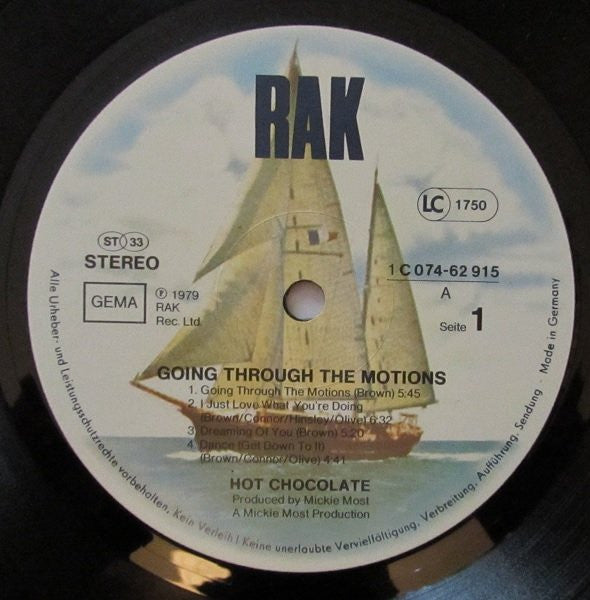 RAK
LC 1750
ST 33
STEREO
GEMA
℗ 1979
RAK
Rec. Ltd
1 C 074-62 915
A
Seite 1
GOING THROUGH THE MOTIONS
1. Going Through The Motions (Brown) 5:45
2. I Just Love What You're Doing
(Brown/Connor/Hinsley/Olive) 6:32
3. Dreaming Of You (Brown) 5:20
4. Dance (Get Down To It)
(Brown/Connor/Olive) 4:41
HOT CHOCOLATE
Produced by Mickie Most
A Mickie Most Production
Alle Urheber- und Leistungsschutzrechte vorbehalten, Kein Verleih! Keine unerlaubte Vervielfältigung, Verbreitung, Aufführung, Sendung · Made in Germany